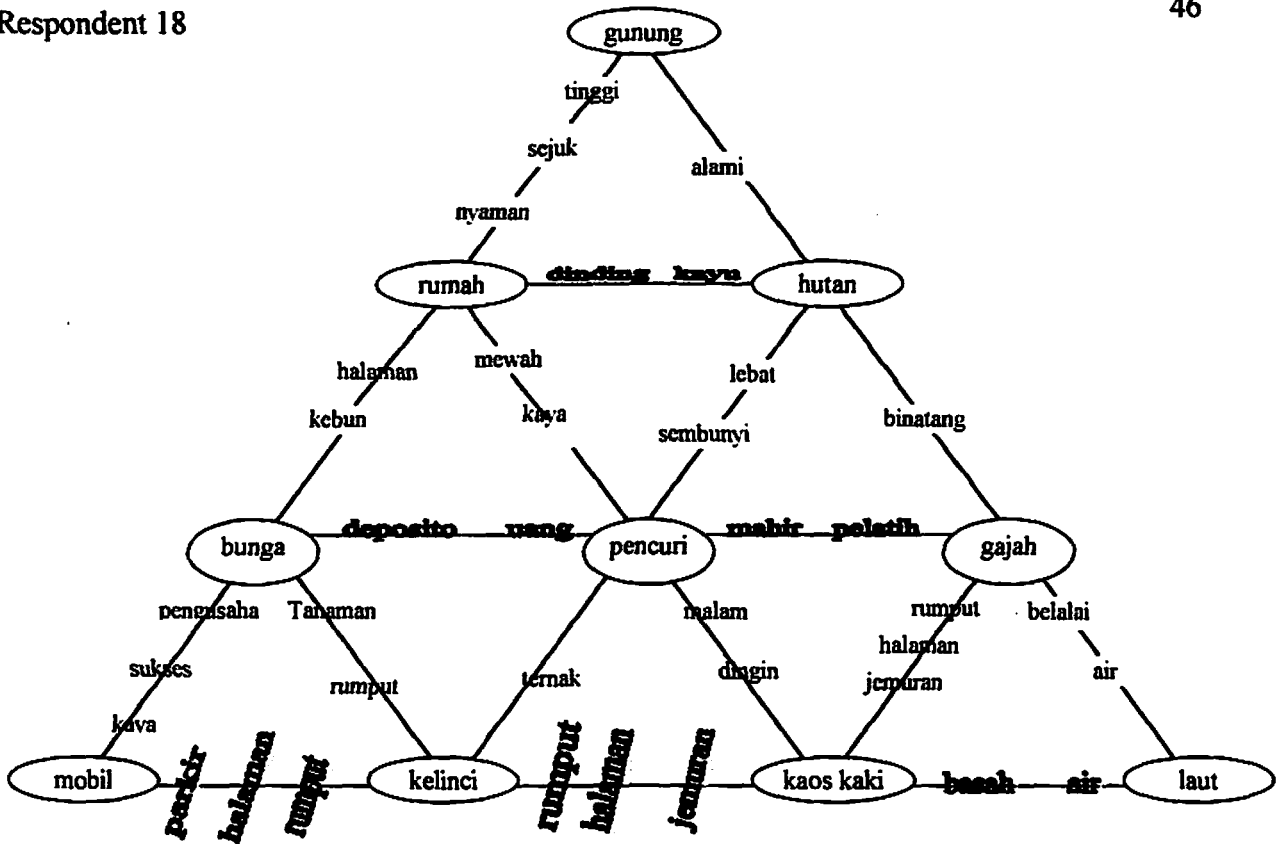 Respondent 18
46
gunung
tinggi
sejuk
alami
nyaman
rumah
dinding kayu
hutan
halaman
mewah
lebat
kebun
kaya
sembunyi
binatang
bunga
deposito uang
pencuri
mahir pelatih
gajah
pengusaha
Tanaman
malam
rumput
belalai
halaman
sukses
rumput
ternak
dingin
jemuran
air
kaya
mobil
parkir
halaman
rumput
kelinci
rumput
halaman
jemuran
kaos kaki
basah air
laut